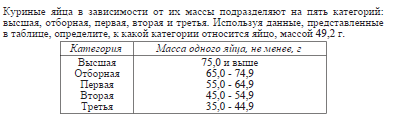 Куриные яйца в зависимости от их массы подразделяют на пять категорий:
высшая, отборная, первая, вторая и третья. Используя данные, представленные
в таблице, определите, к какой категории относится яйцо, массой 49,2 г.
Категория Масса одного яйца, не менее, г
Высшая 75,0 и выше
Отборная 65,0 - 74,9
Первая 55,0 - 64,9
Вторая 45,0 - 54,9
Третья 35,0 - 44,9